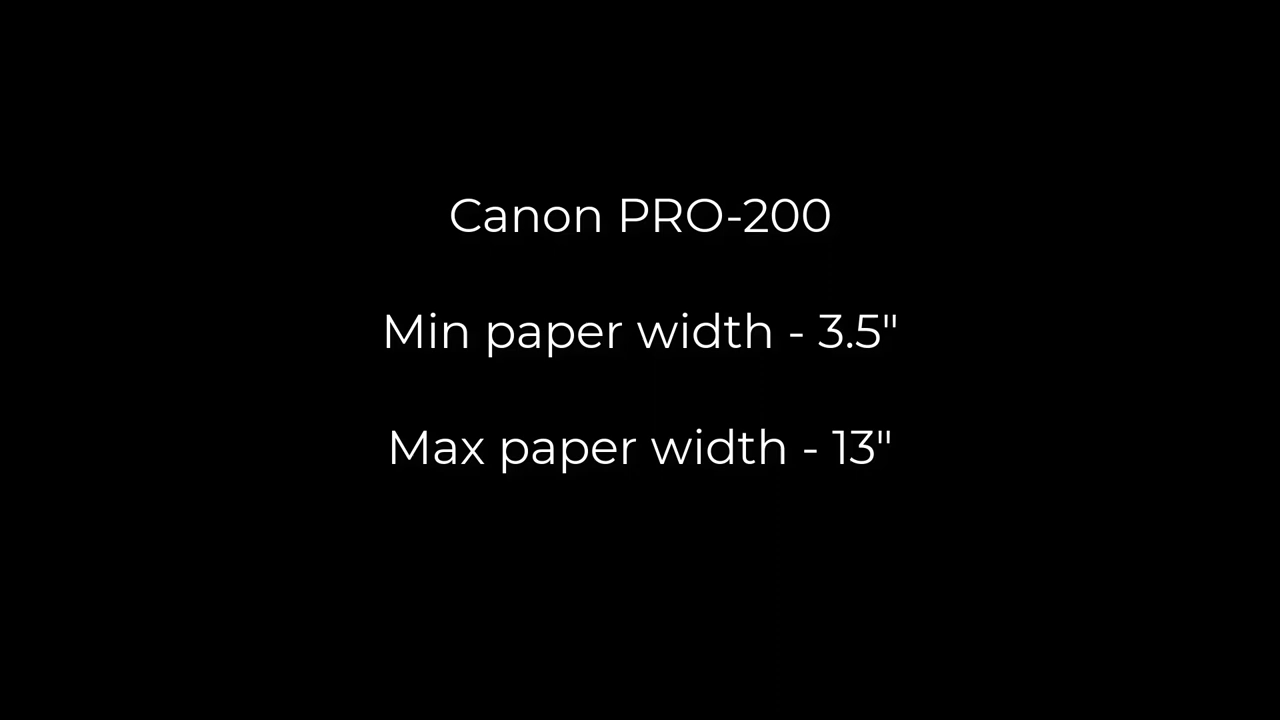 Canon PRO-200
Min paper width - 3.5"
Max paper width - 13"